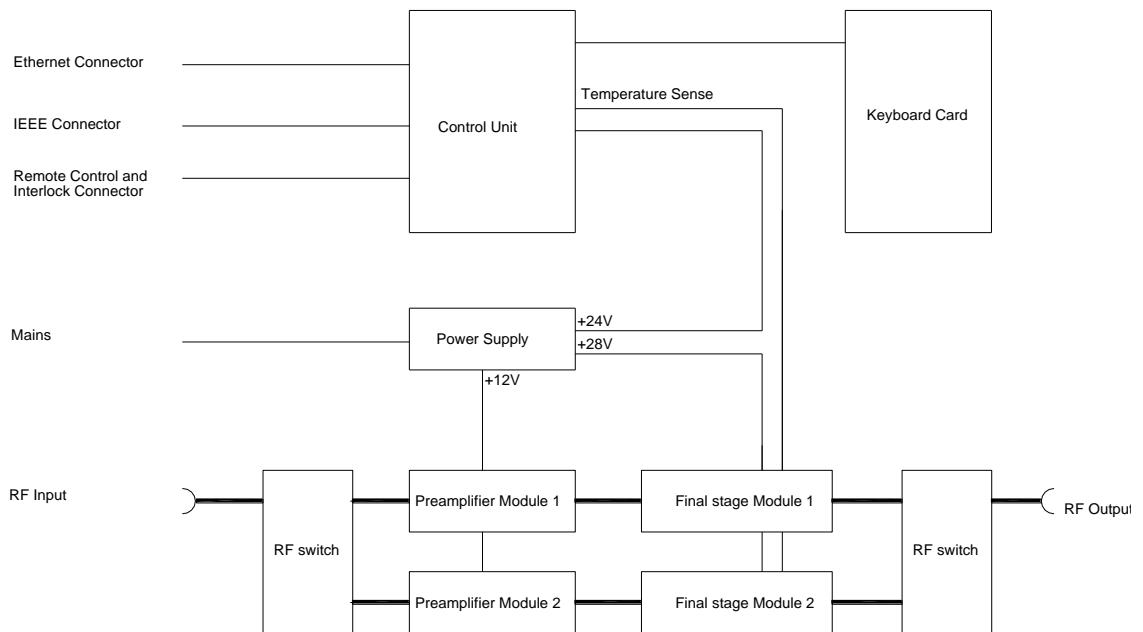 Ethernet Connector
Temperature Sense
IEEE Connector
Control Unit
Keyboard Card
Remote Control and
Interlock Connector
Mains
Power Supply
+24V
+28V
+12V
RF Input
Preamplifier Module 1
Final stage Module 1
RF Output
RF switch
RF switch
Preamplifier Module 2
Final stage Module 2